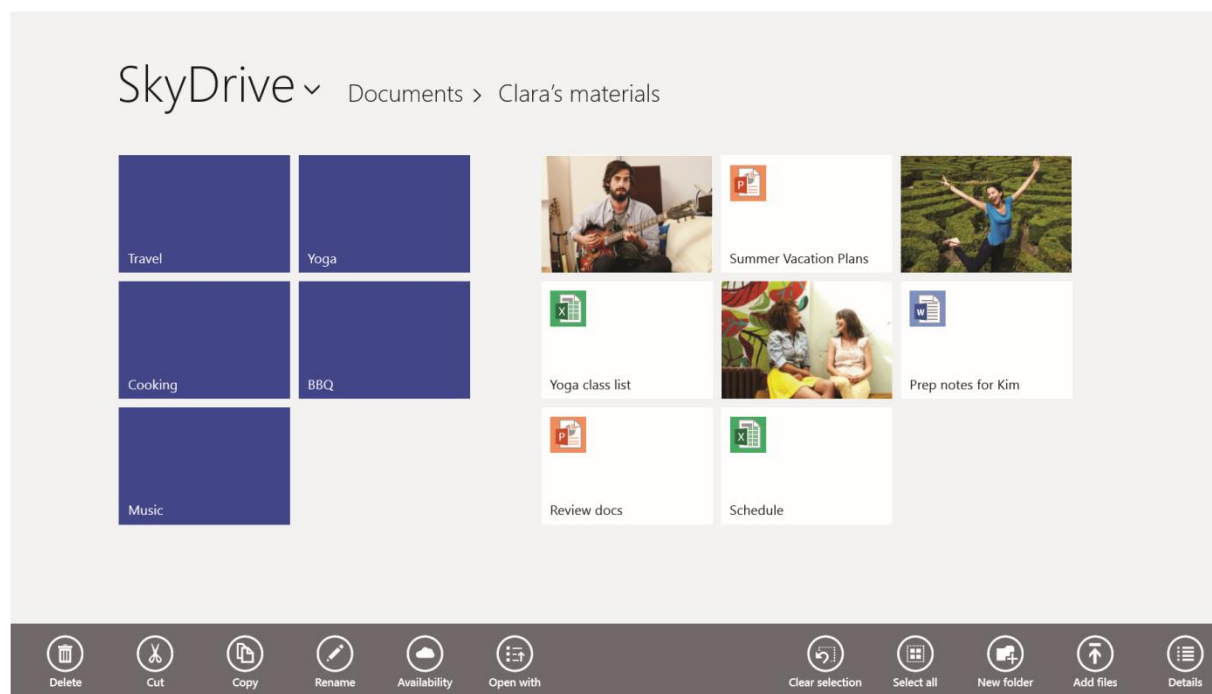 SkyDrive Documents > Clara's materials
Travel
Yoga
Summer Vacation Plans
Cooking
BBQ
Yoga class list
Prep notes for Kim
Music
Review docs
Schedule
Delete
Cut
Copy
Rename
Availability
Open with
Clear selection
Select all
New folder
Add files
Details